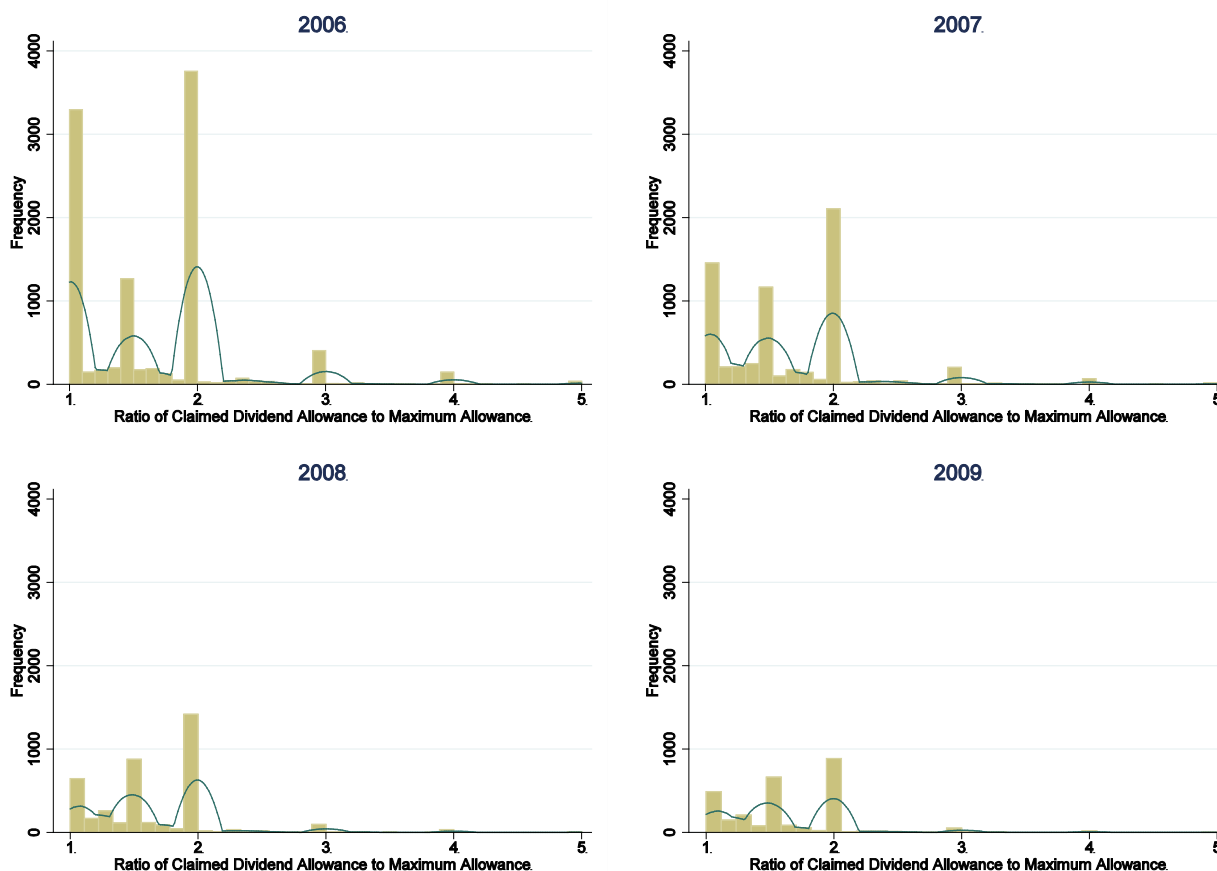 2006.
4000
3000
2000
1000
0
Frequency
1. 2. 3. 4. 5.
Ratio of Claimed Dividend Allowance to Maximum Allowance.
2007.
4000
3000
2000
1000
0
Frequency
1. 2. 3. 4. 5.
Ratio of Claimed Dividend Allowance to Maximum Allowance.
2008.
4000
3000
2000
1000
0
Frequency
1. 2. 3. 4. 5.
Ratio of Claimed Dividend Allowance to Maximum Allowance.
2009.
4000
3000
2000
1000
0
Frequency
1. 2. 3. 4. 5.
Ratio of Claimed Dividend Allowance to Maximum Allowance.